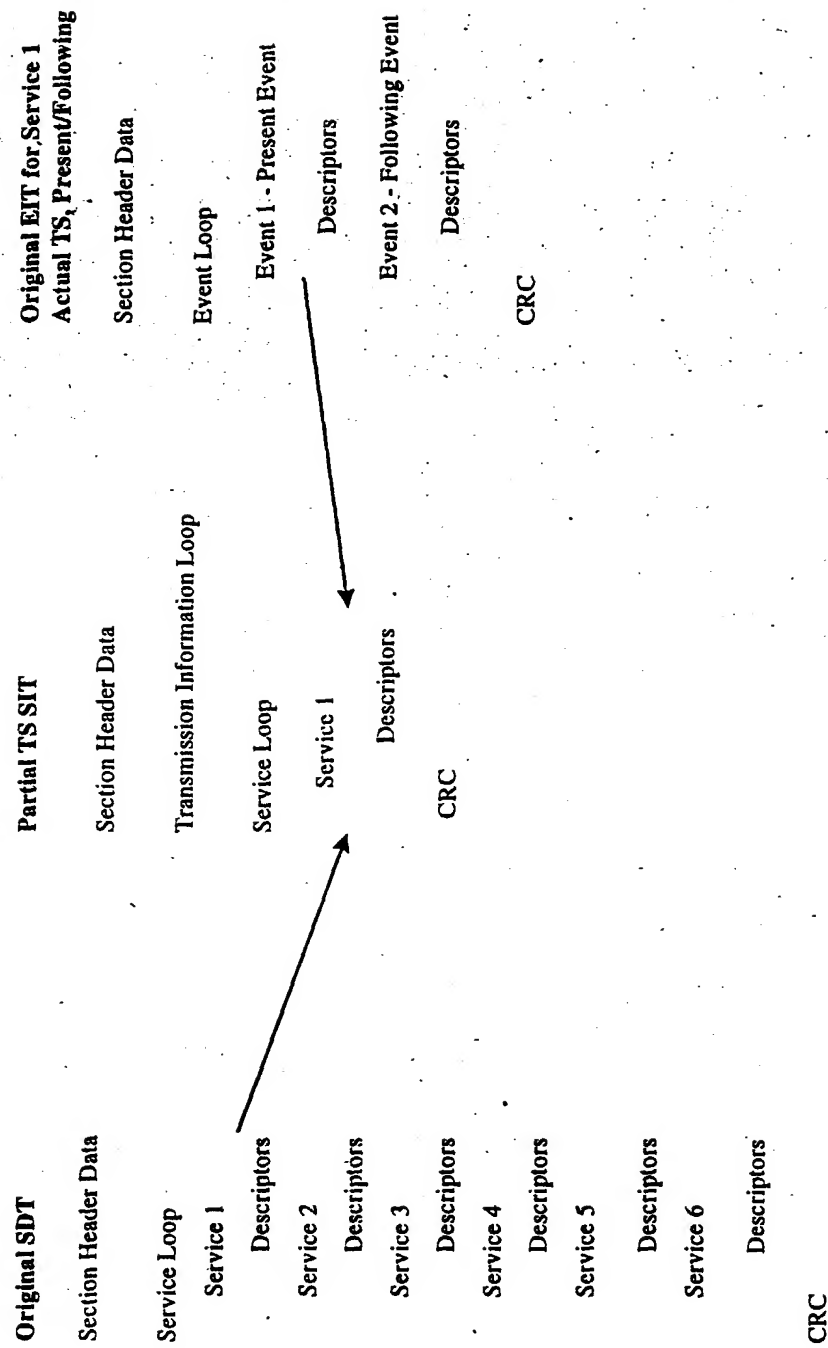 Original SDT
Section Header Data
Service Loop
Service 1
Descriptors
Service 2
Descriptors
Service 3
Descriptors
Service 4
Descriptors
Service 5
Descriptors
Service 6
Descriptors
CRC
Partial TS SIT
Section Header Data
Transmission Information Loop
Service Loop
Service 1
Descriptors
CRC
Original EIT for Service 1
Actual TS, Present/Following
Section Header Data
Event Loop
Event 1 - Present Event
Descriptors
Event 2 - Following Event
Descriptors
CRC